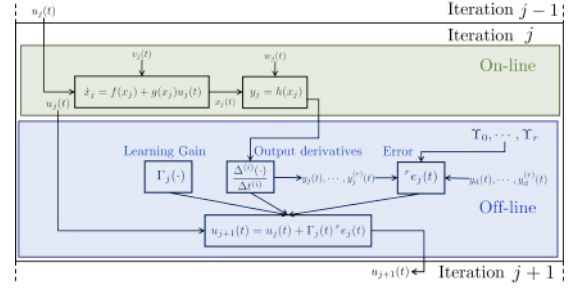 u_j(t)
Iteration j − 1
Iteration j
v_j(t)
w_j(t)
On-line
ẋ_j = f(x_j) + g(x_j)u_j(t)
x_j(t)
y_j = h(x_j)
u_j(t)
Υ_0, ⋯ , Υ_r
Learning Gain
Output derivatives
Error
Γ_j(·)
Δ^(i)(·) / Δt^(i)
y_j(t), ⋯ , y_j^(r)(t)
^r e_j(t)
y_d(t), ⋯ , y_d^(r)(t)
Off-line
u_{j+1}(t) = u_j(t) + Γ_j(t) ^r e_j(t)
u_{j+1}(t)
Iteration j + 1